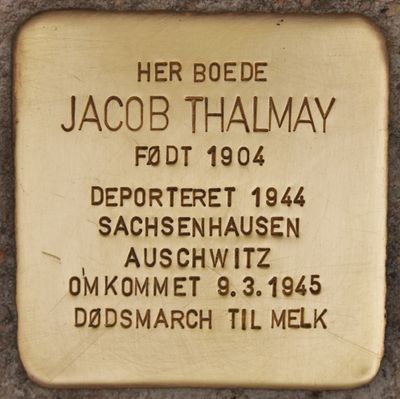 HER BOEDE
JACOB THALMAY
FØDT 1904
DEPORTERET 1944
SACHSENHAUSEN
AUSCHWITZ
OMKOMMET 9.3.1945
DØDSMARCH TIL MELK